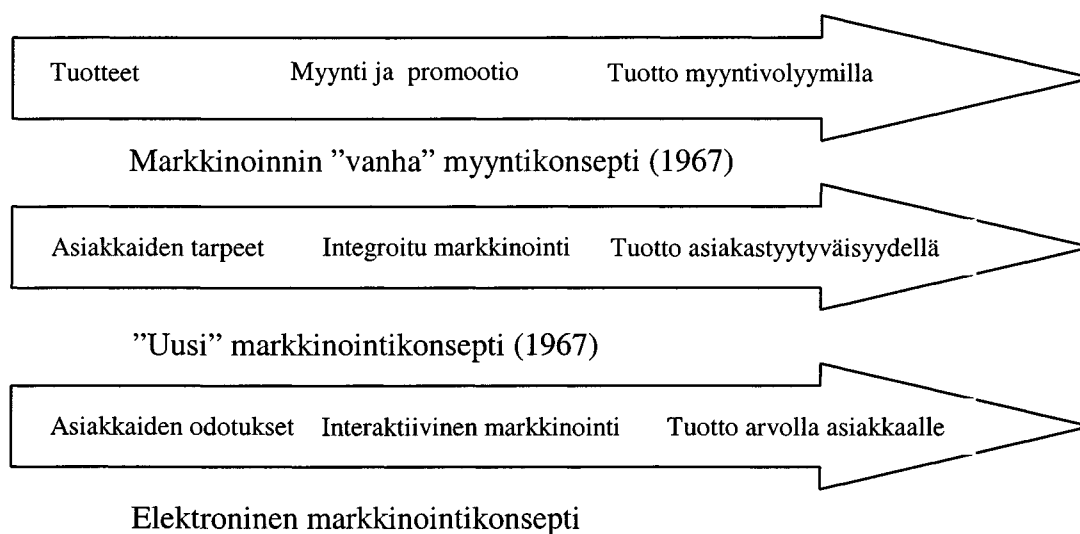 Tuotteet Myynti ja promootio Tuotto myyntivolyymilla
Markkinoinnin ”vanha” myyntikonsepti (1967)
Asiakkaiden tarpeet Integroitu markkinointi Tuotto asiakastyytyväisyydellä
”Uusi” markkinointikonsepti (1967)
Asiakkaiden odotukset Interaktiivinen markkinointi Tuotto arvolla asiakkaalle
Elektroninen markkinointikonsepti